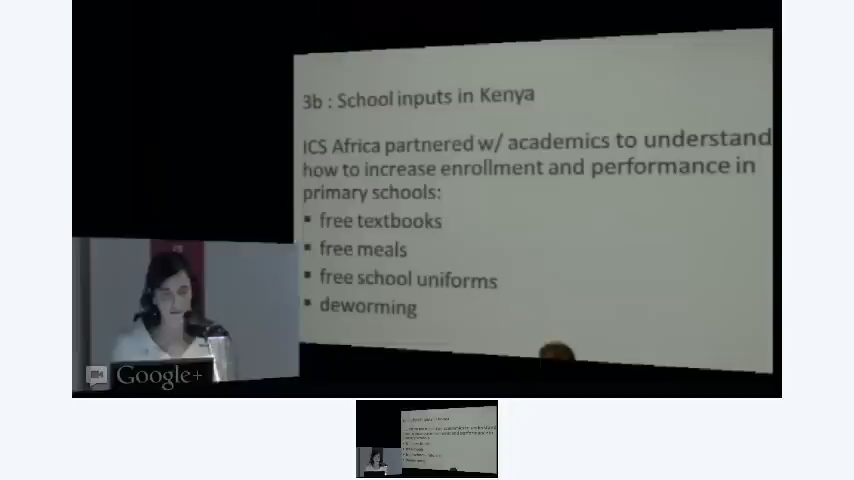 3b : School inputs in Kenya
ICS Africa partnered w/ academics to understand
how to increase enrollment and performance in
primary schools:
▪ free textbooks
▪ free meals
▪ free school uniforms
▪ deworming
Google+